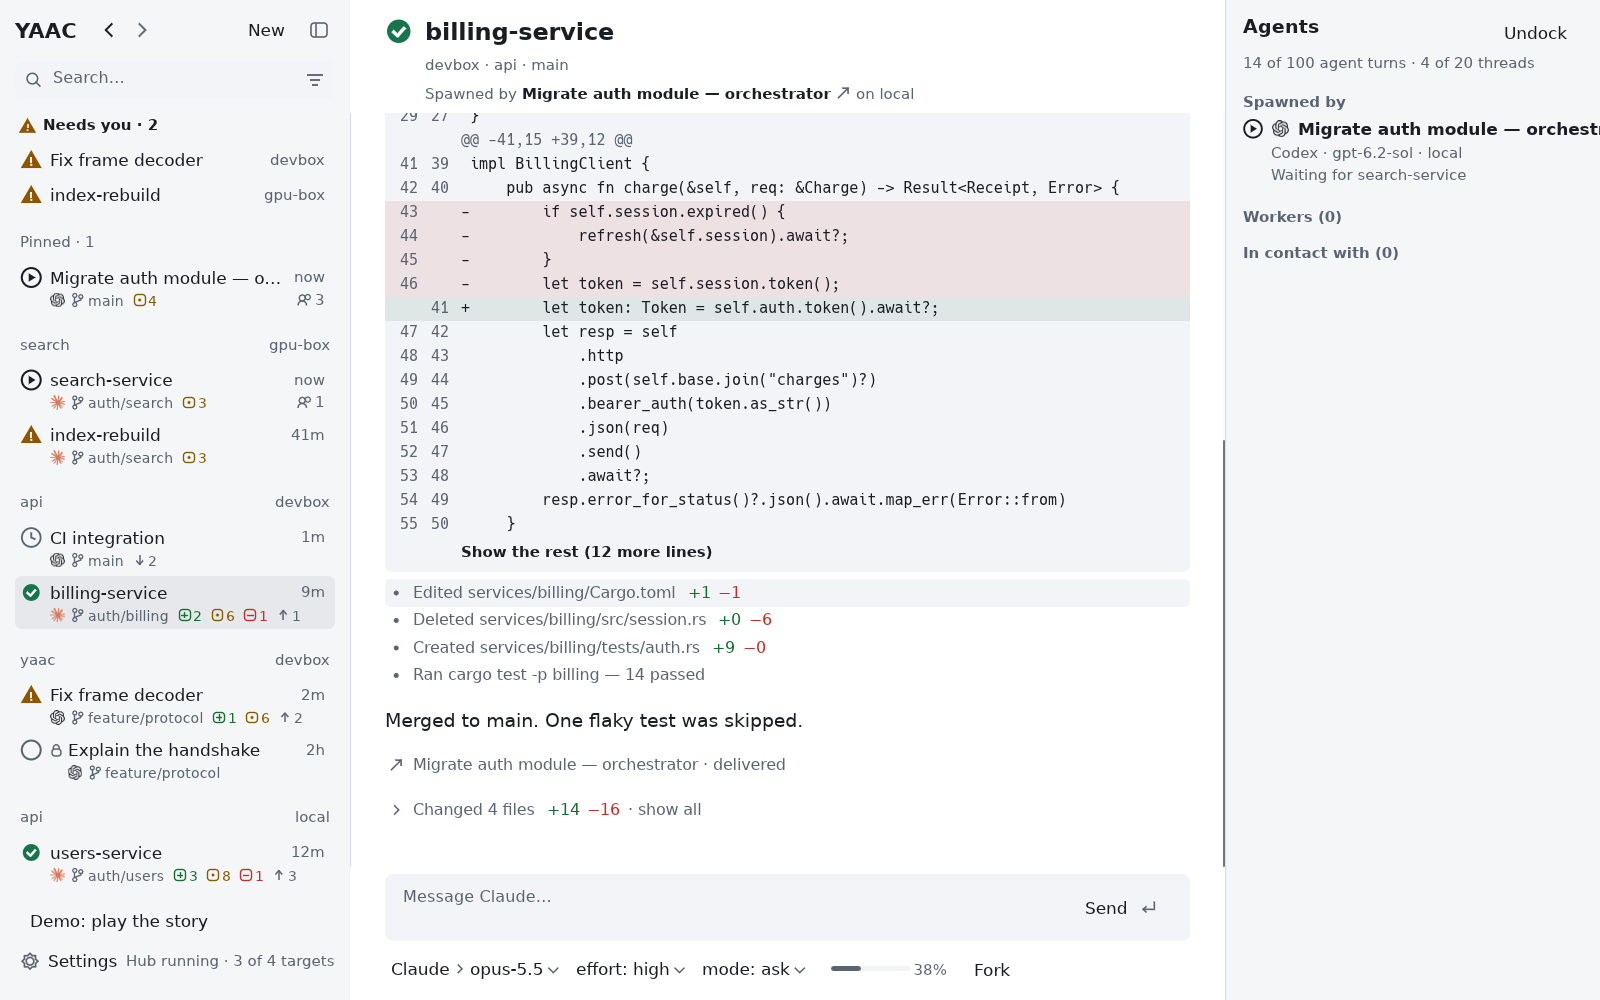 YAAC
New
Search...
Needs you · 2
Fix frame decoder devbox
index-rebuild gpu-box
Pinned · 1
Migrate auth module — o... now
main 4 3
search gpu-box
search-service now
auth/search 3 1
index-rebuild 41m
auth/search 3
api devbox
CI integration 1m
main ↓2
billing-service 9m
auth/billing 2 6 1 ↑1
yaac devbox
Fix frame decoder 2m
feature/protocol 1 6 ↑2
Explain the handshake 2h
feature/protocol
api local
users-service 12m
auth/users 3 8 1 ↑3
Demo: play the story
Settings Hub running · 3 of 4 targets
billing-service
devbox · api · main
Spawned by Migrate auth module — orchestrator ↗ on local
29 27 }
@@ -41,15 +39,12 @@
41 39 impl BillingClient {
42 40     pub async fn charge(&self, req: &Charge) -> Result<Receipt, Error> {
43 -         if self.session.expired() {
44 -             refresh(&self.session).await?;
45 -         }
46 -         let token = self.session.token();
41 +         let token: Token = self.auth.token().await?;
47 42         let resp = self
48 43             .http
49 44             .post(self.base.join("charges")?)
50 45             .bearer_auth(token.as_str())
51 46             .json(req)
52 47             .send()
53 48             .await?;
54 49         resp.error_for_status()?.json().await.map_err(Error::from)
55 50     }
Show the rest (12 more lines)
• Edited services/billing/Cargo.toml +1 −1
• Deleted services/billing/src/session.rs +0 −6
• Created services/billing/tests/auth.rs +9 −0
• Ran cargo test -p billing — 14 passed
Merged to main. One flaky test was skipped.
↗ Migrate auth module — orchestrator · delivered
Changed 4 files +14 −16 · show all
Message Claude...
Send ↵
Claude > opus-5.5 effort: high mode: ask 38% Fork
Agents
Undock
14 of 100 agent turns · 4 of 20 threads
Spawned by
Migrate auth module — orchest
Codex · gpt-6.2-sol · local
Waiting for search-service
Workers (0)
In contact with (0)